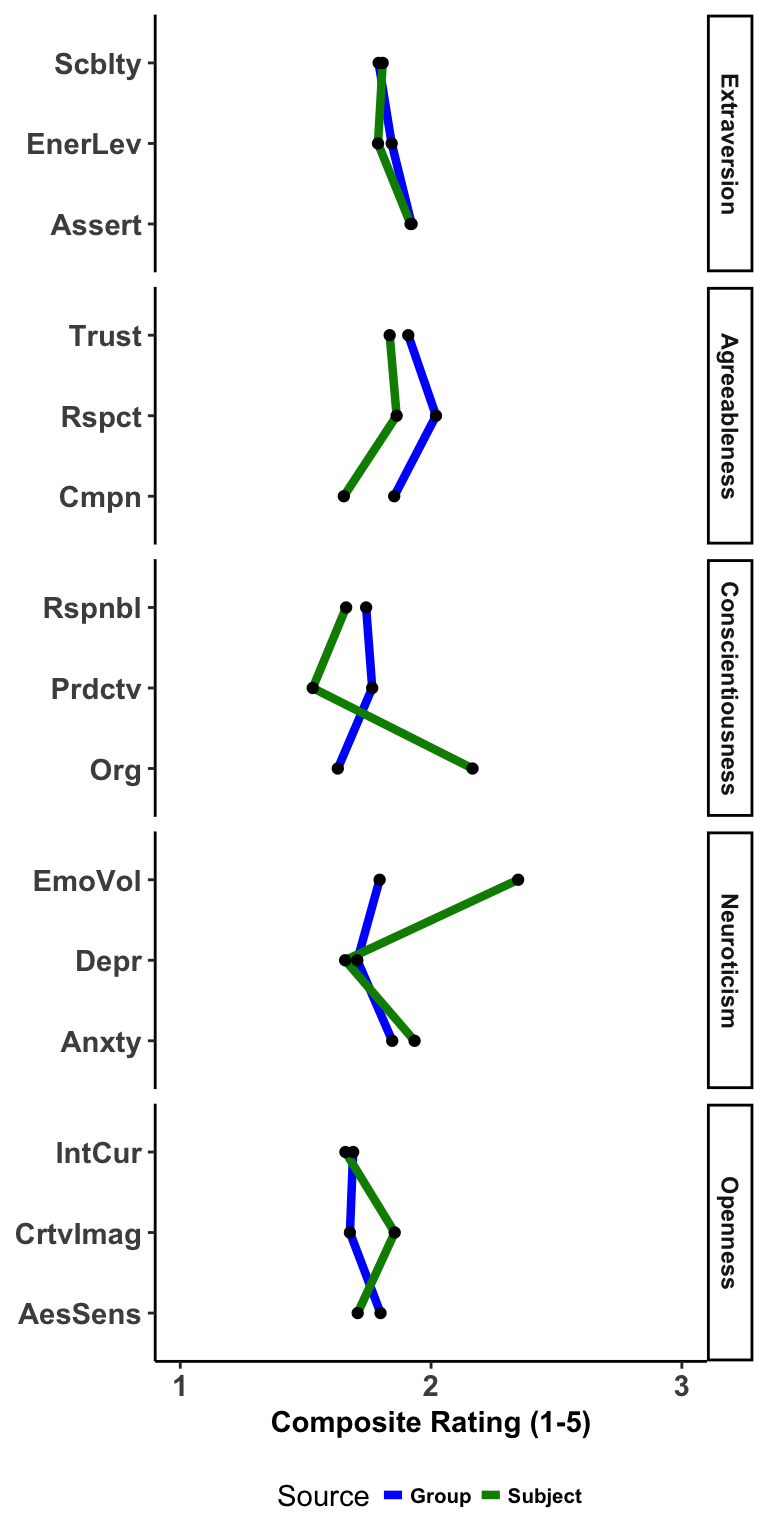 Scblty
EnerLev
Assert
Extraversion
Trust
Rspct
Cmpn
Agreeableness
Rspnbl
Prdctv
Org
Conscientiousness
EmoVol
Depr
Anxty
Neuroticism
IntCur
CrtvImag
AesSens
Openness
1 2 3
Composite Rating (1-5)
Source Group Subject